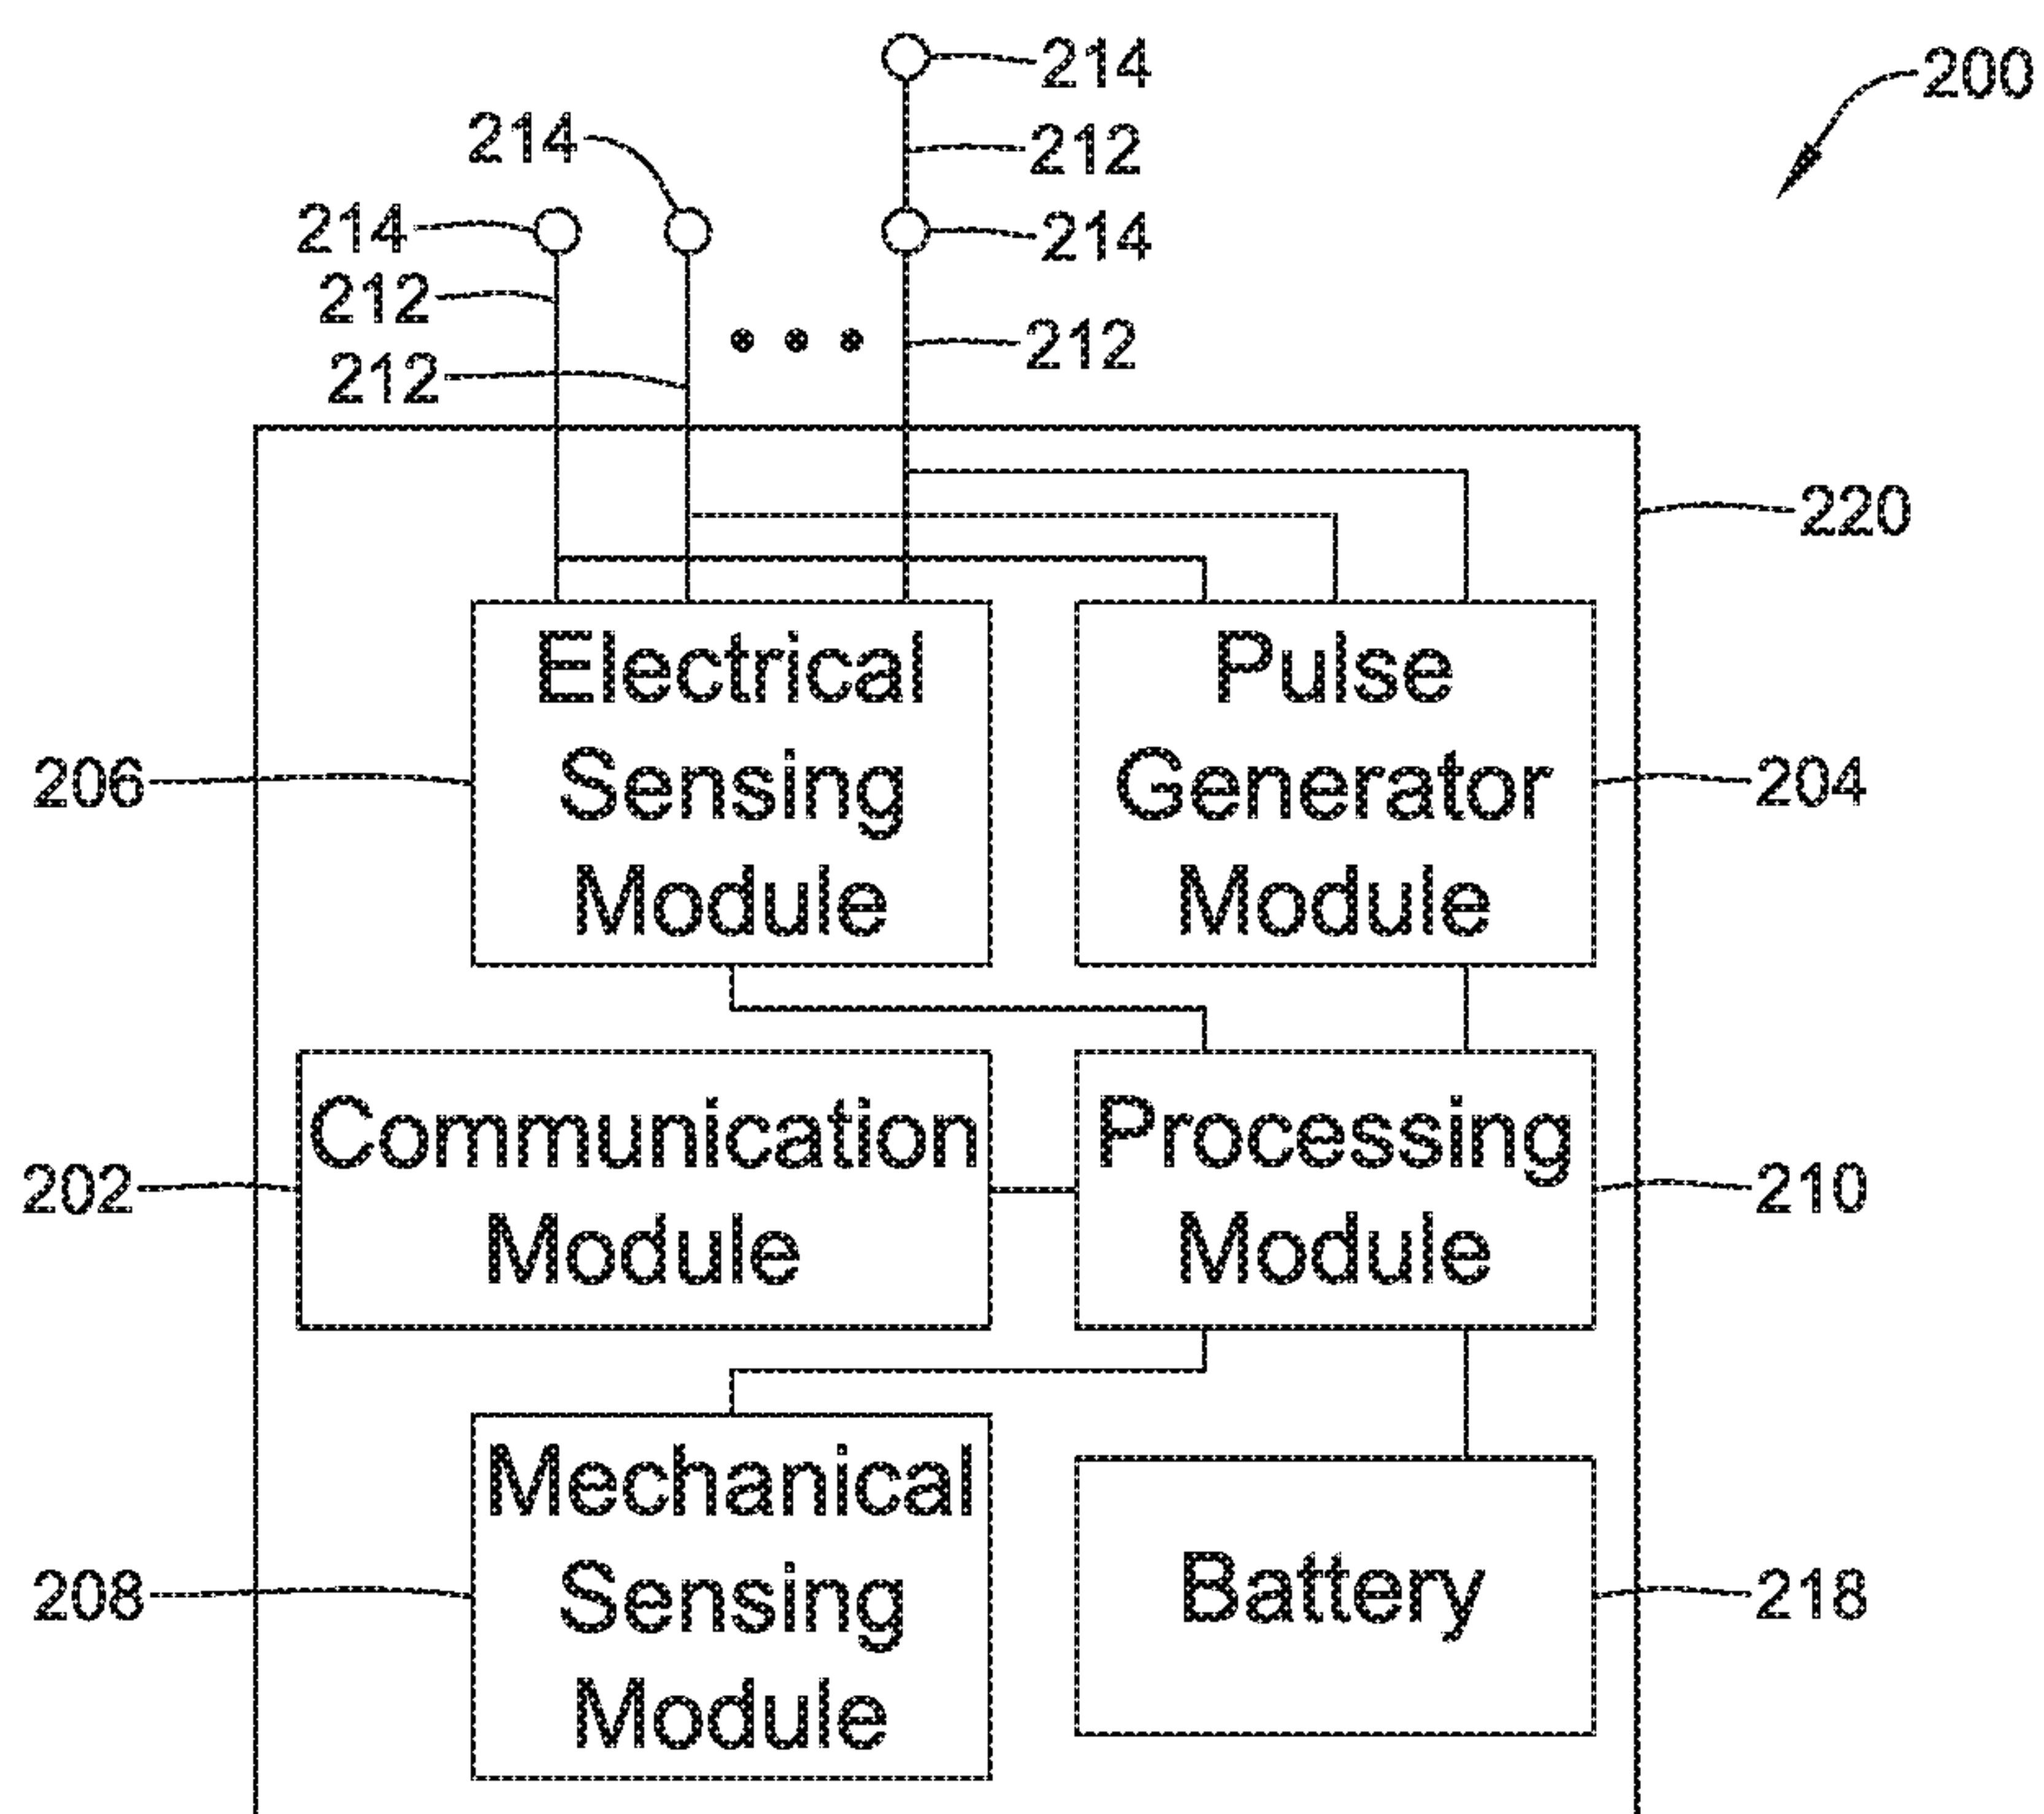 214
200
214
212
214
214
212
212
212
220
Electrical
Sensing
Module
Pulse
Generator
Module
206
204
Communication
Module
Processing
Module
202
210
Mechanical
Sensing
Module
Battery
208
218